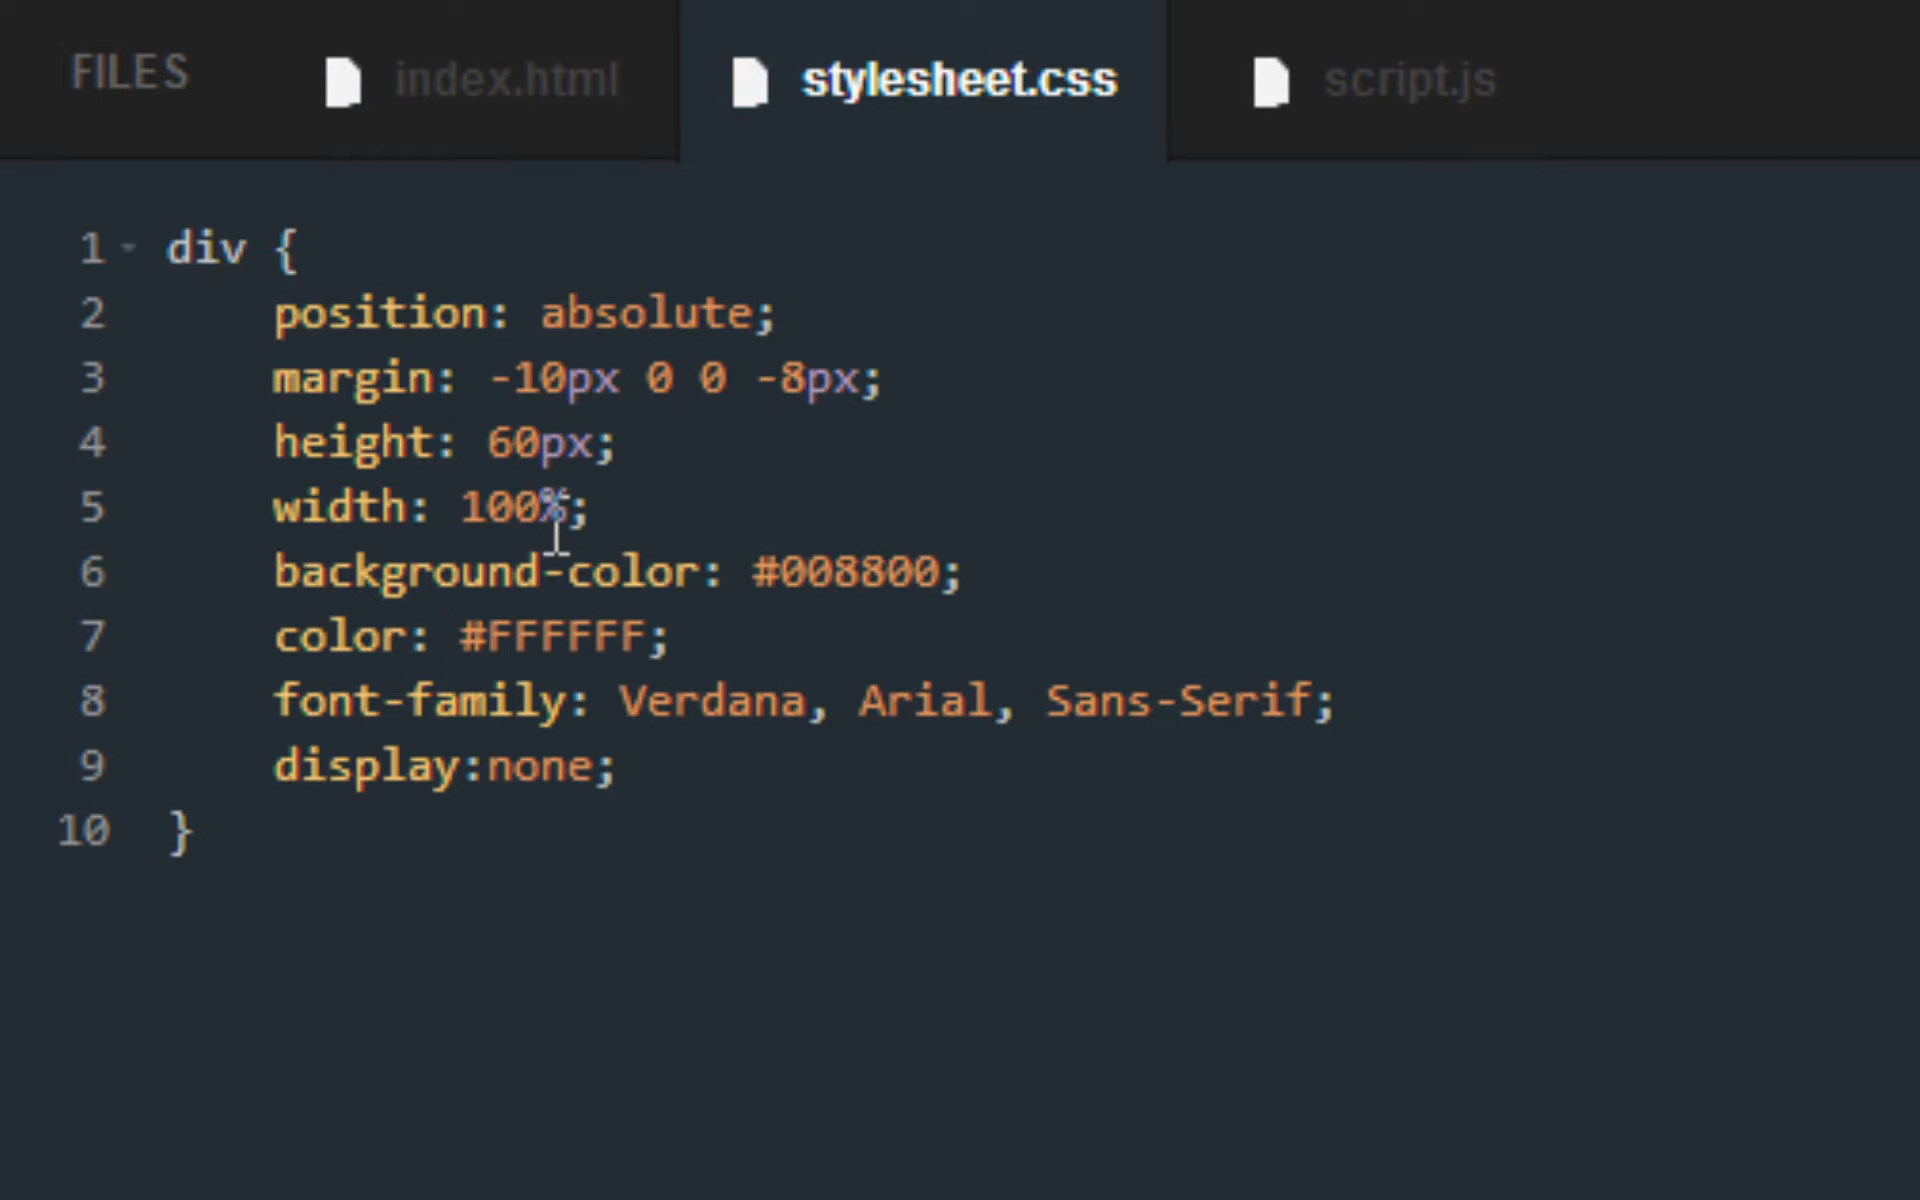 FILES index.html stylesheet.css script.js
1 div {
2 position: absolute;
3 margin: -10px 0 0 -8px;
4 height: 60px;
5 width: 100%;
6 background-color: #008800;
7 color: #FFFFFF;
8 font-family: Verdana, Arial, Sans-Serif;
9 display:none;
10 }